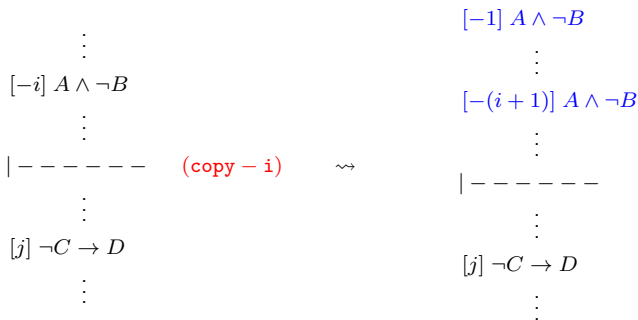 ⋮
[−i] A ∧ ¬B
⋮
| − − − − − − (copy − i) ⇝
⋮
[j] ¬C → D
⋮
[−1] A ∧ ¬B
⋮
[−(i + 1)] A ∧ ¬B
⋮
| − − − − − −
⋮
[j] ¬C → D
⋮